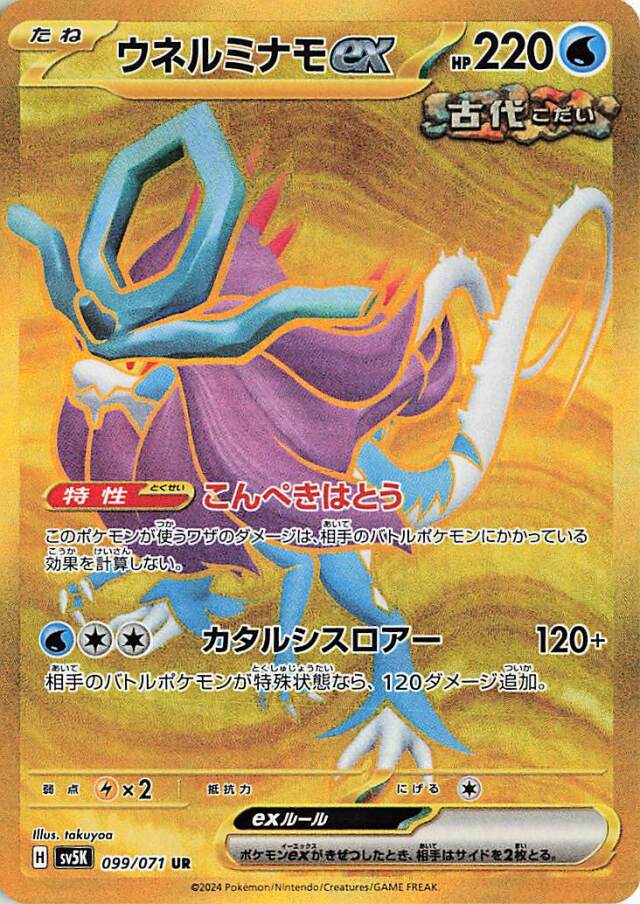 たね ウネルミナモex HP220
古代 こだい
特性 とくせい こんぺきはとう
このポケモンが使うワザのダメージは、相手のバトルポケモンにかかっている
効果を計算しない。
カタルシスロアー 120+
相手のバトルポケモンが特殊状態なら、120ダメージ追加。
弱点 ×2 抵抗力 にげる
exルール
ポケモンexがきぜつしたとき、相手はサイドを2枚とる。
Illus. takuyoa
H sv5K 099/071 UR
©2024 Pokémon/Nintendo/Creatures/GAME FREAK.